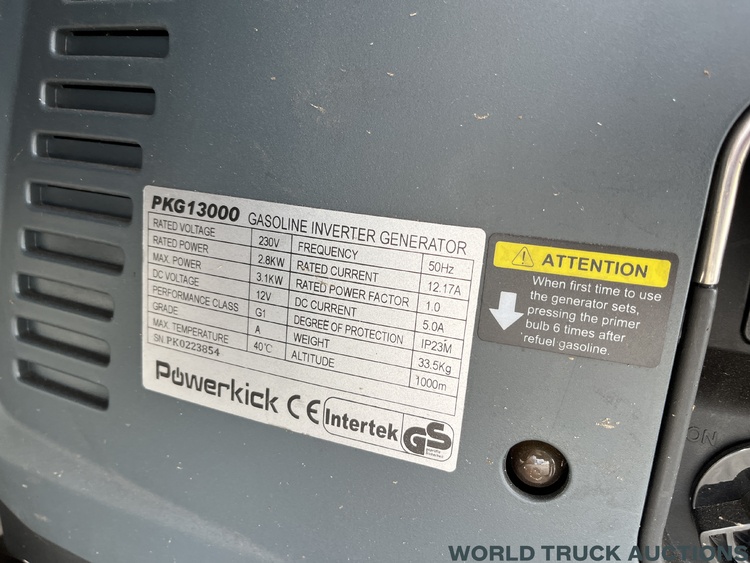 PKG13000 GASOLINE INVERTER GENERATOR
RATED VOLTAGE 230V FREQUENCY 50Hz
RATED POWER 2.8KW RATED CURRENT 12.17A
MAX. POWER 3.1KW RATED POWER FACTOR 1.0
DC VOLTAGE 12V DC CURRENT 5.0A
PERFORMANCE CLASS G1 DEGREE OF PROTECTION IP23M
GRADE A WEIGHT 33.5Kg
MAX. TEMPERATURE 40℃ ALTITUDE 1000m
SN.PK0223854
Powerkick CE Intertek GS
ATTENTION
When first time to use
the generator sets,
pressing the primer
bulb 6 times after
refuel gasoline.
ON
WORLD TRUCK AUCTIONS